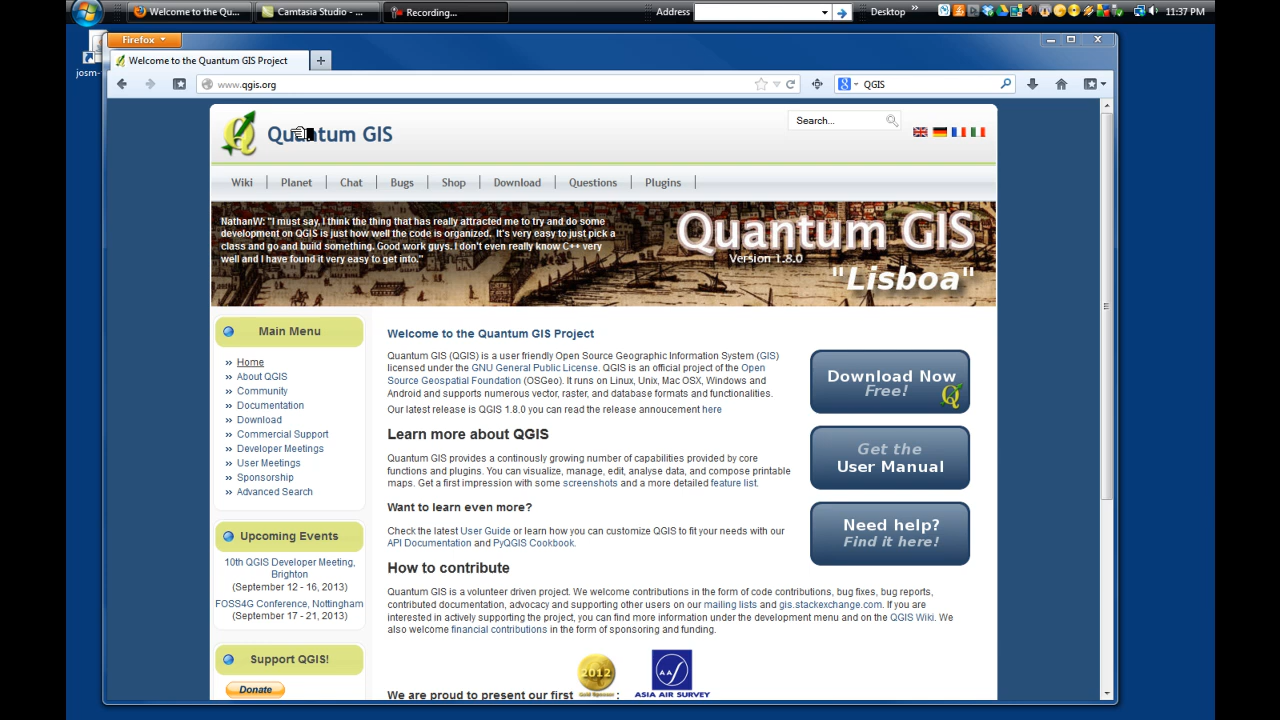 Welcome to the Qu...
Camtasia Studio - ...
Recording...
Address
Desktop
11:37 PM
josm-
Firefox
Welcome to the Quantum GIS Project
www.qgis.org
QGIS
Quantum GIS
Search...
Wiki
Planet
Chat
Bugs
Shop
Download
Questions
Plugins
NathanW: "I must say, I think the thing that has really attracted me to try and do some
development on QGIS is just how well the code is organized. It's very easy to just pick a
class and go and build something. Good work guys. I don't even really know C++ very
well and I have found it very easy to get into."
Quantum GIS
Version 1.8.0
"Lisboa"
Main Menu
Home
About QGIS
Community
Documentation
Download
Commercial Support
Developer Meetings
User Meetings
Sponsorship
Advanced Search
Upcoming Events
10th QGIS Developer Meeting,
Brighton
(September 12 - 16, 2013)
FOSS4G Conference, Nottingham
(September 17 - 21, 2013)
Support QGIS!
Donate
Welcome to the Quantum GIS Project
Quantum GIS (QGIS) is a user friendly Open Source Geographic Information System (GIS)
licensed under the GNU General Public License. QGIS is an official project of the Open
Source Geospatial Foundation (OSGeo). It runs on Linux, Unix, Mac OSX, Windows and
Android and supports numerous vector, raster, and database formats and functionalities.
Our latest release is QGIS 1.8.0 you can read the release annoucement here
Learn more about QGIS
Quantum GIS provides a continously growing number of capabilities provided by core
functions and plugins. You can visualize, manage, edit, analyse data, and compose printable
maps. Get a first impression with some screenshots and a more detailed feature list.
Want to learn even more?
Check the latest User Guide or learn how you can customize QGIS to fit your needs with our
API Documentation and PyQGIS Cookbook.
How to contribute
Quantum GIS is a volunteer driven project. We welcome contributions in the form of code contributions, bug fixes, bug reports,
contributed documentation, advocacy and supporting other users on our mailing lists and gis.stackexchange.com. If you are
interested in actively supporting the project, you can find more information under the development menu and on the QGIS Wiki. We
also welcome financial contributions in the form of sponsoring and funding.
We are proud to present our first
2012
Gold Sponsor
:
AAS
ASIA AIR SURVEY
Download Now
Free!
Get the
User Manual
Need help?
Find it here!